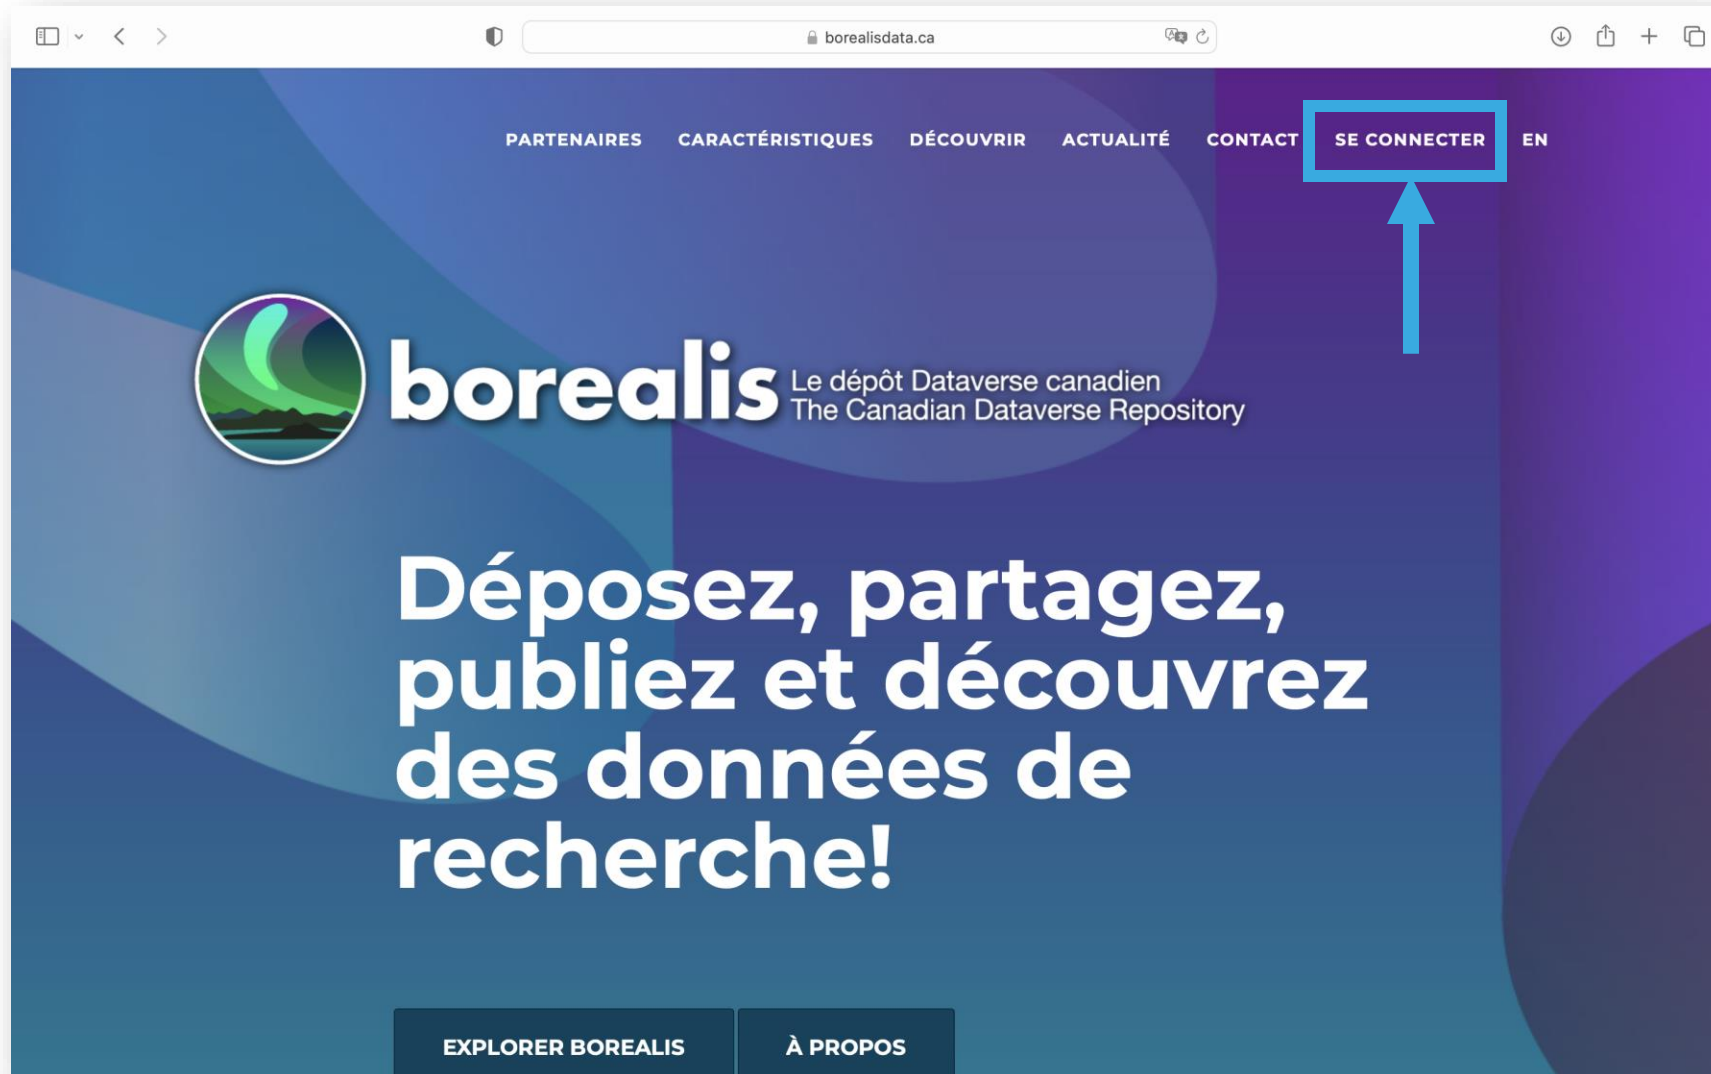 borealisdata.ca
PARTENAIRES CARACTÉRISTIQUES DÉCOUVRIR ACTUALITÉ CONTACT SE CONNECTER EN
borealis
Le dépôt Dataverse canadien
The Canadian Dataverse Repository
Déposez, partagez,
publiez et découvrez
des données de
recherche!
EXPLORER BOREALIS À PROPOS